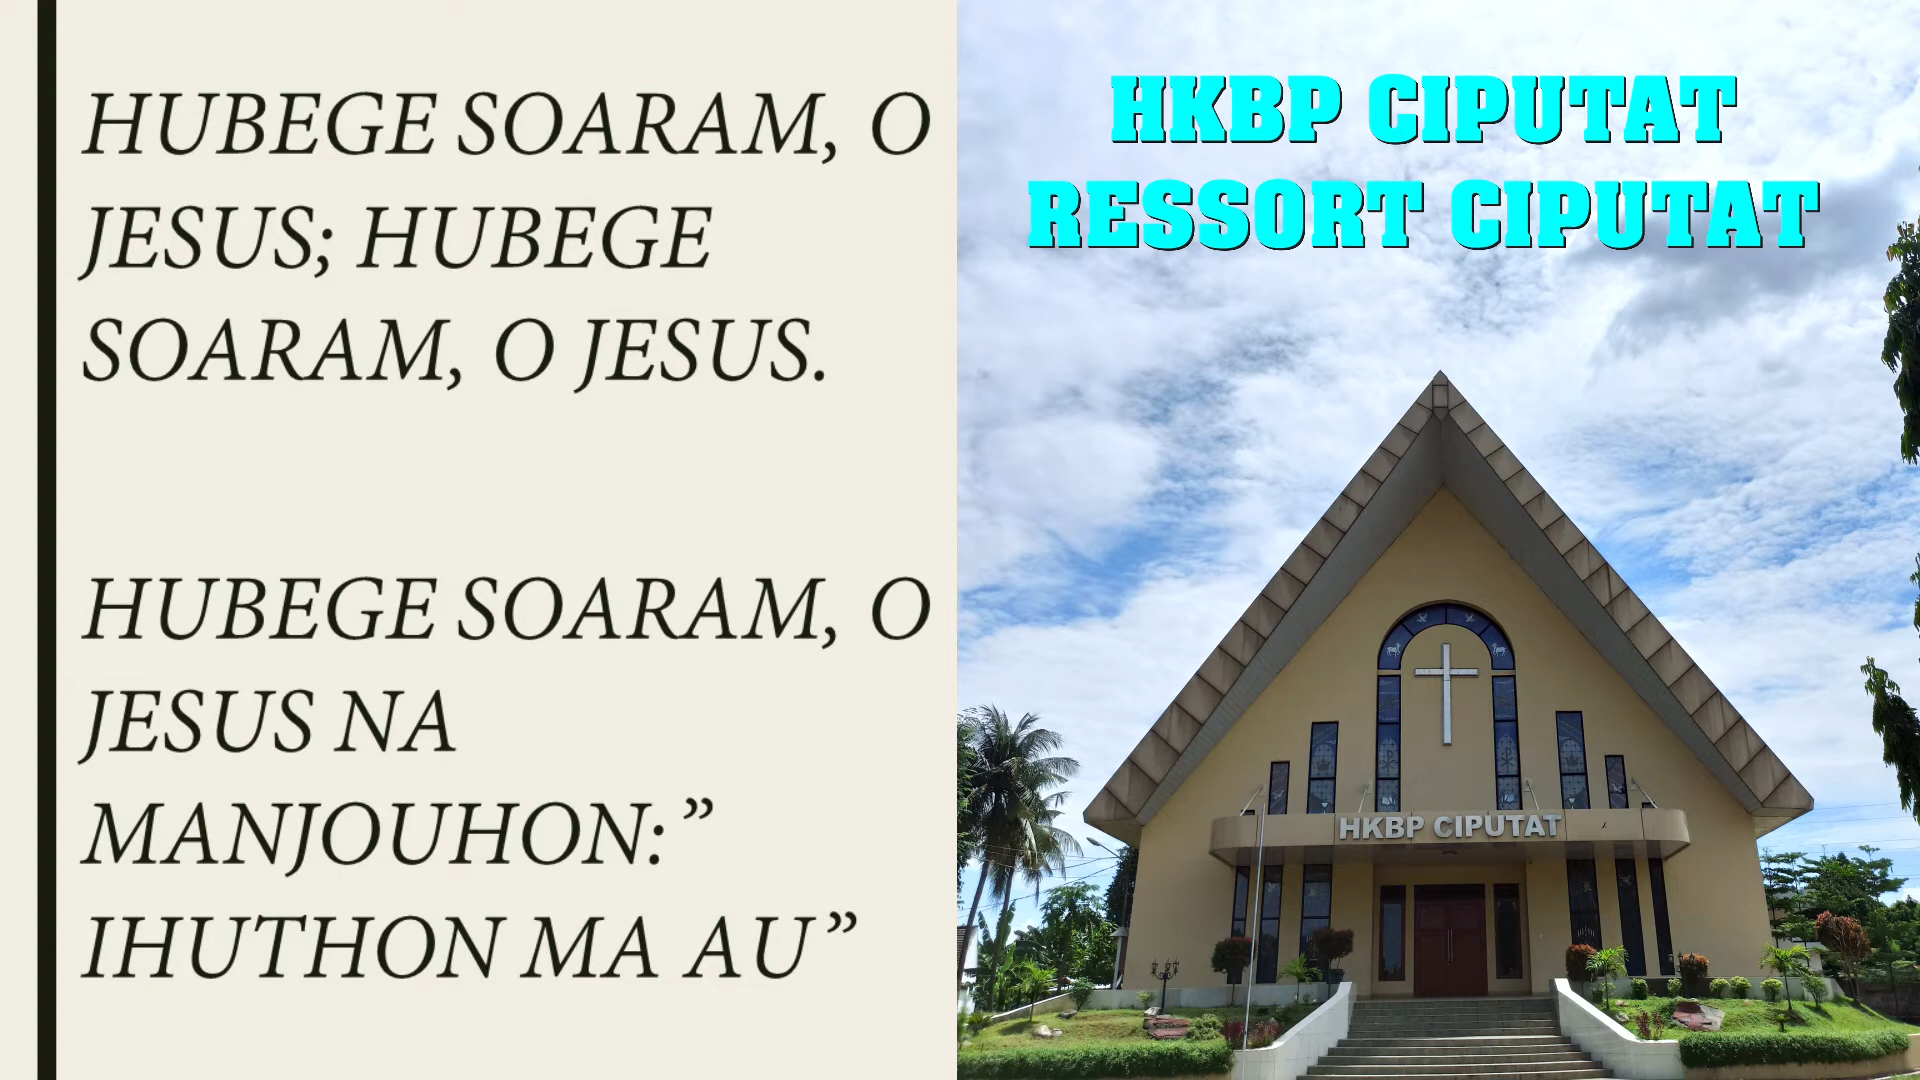 HUBEGE SOARAM, O
JESUS; HUBEGE
SOARAM, O JESUS.
HUBEGE SOARAM, O
JESUS NA
MANJOUHON:”
IHUTHON MA AU”
HKBP CIPUTAT
RESSORT CIPUTAT
HKBP CIPUTAT